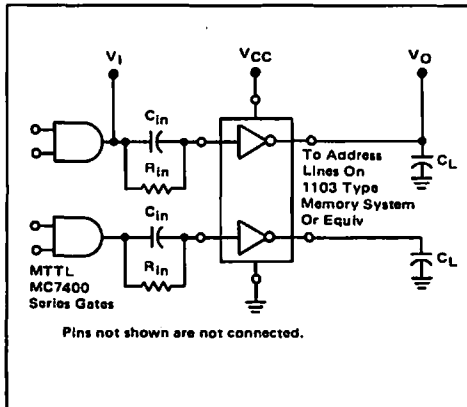 VI
VCC
VO
Cin
Rin
CL
To Address
Lines On
1103 Type
Memory System
Or Equiv
Cin
Rin
CL
MTTL
MC7400
Series Gates
Pins not shown are not connected.